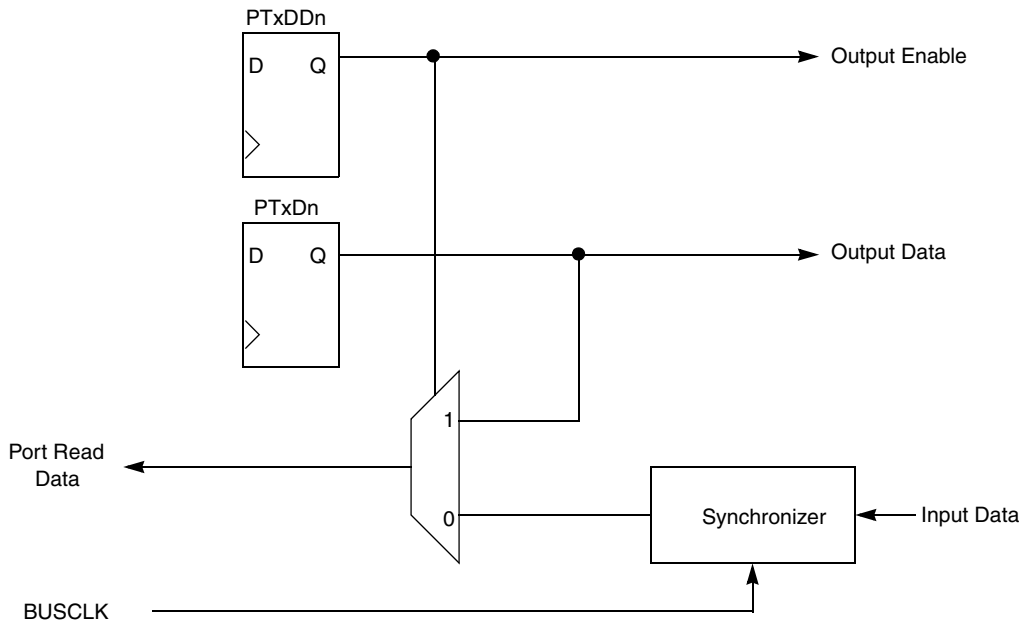 PTxDDn
D Q
Output Enable
PTxDn
D Q
Output Data
1
Port Read
Data
0
Synchronizer
Input Data
BUSCLK